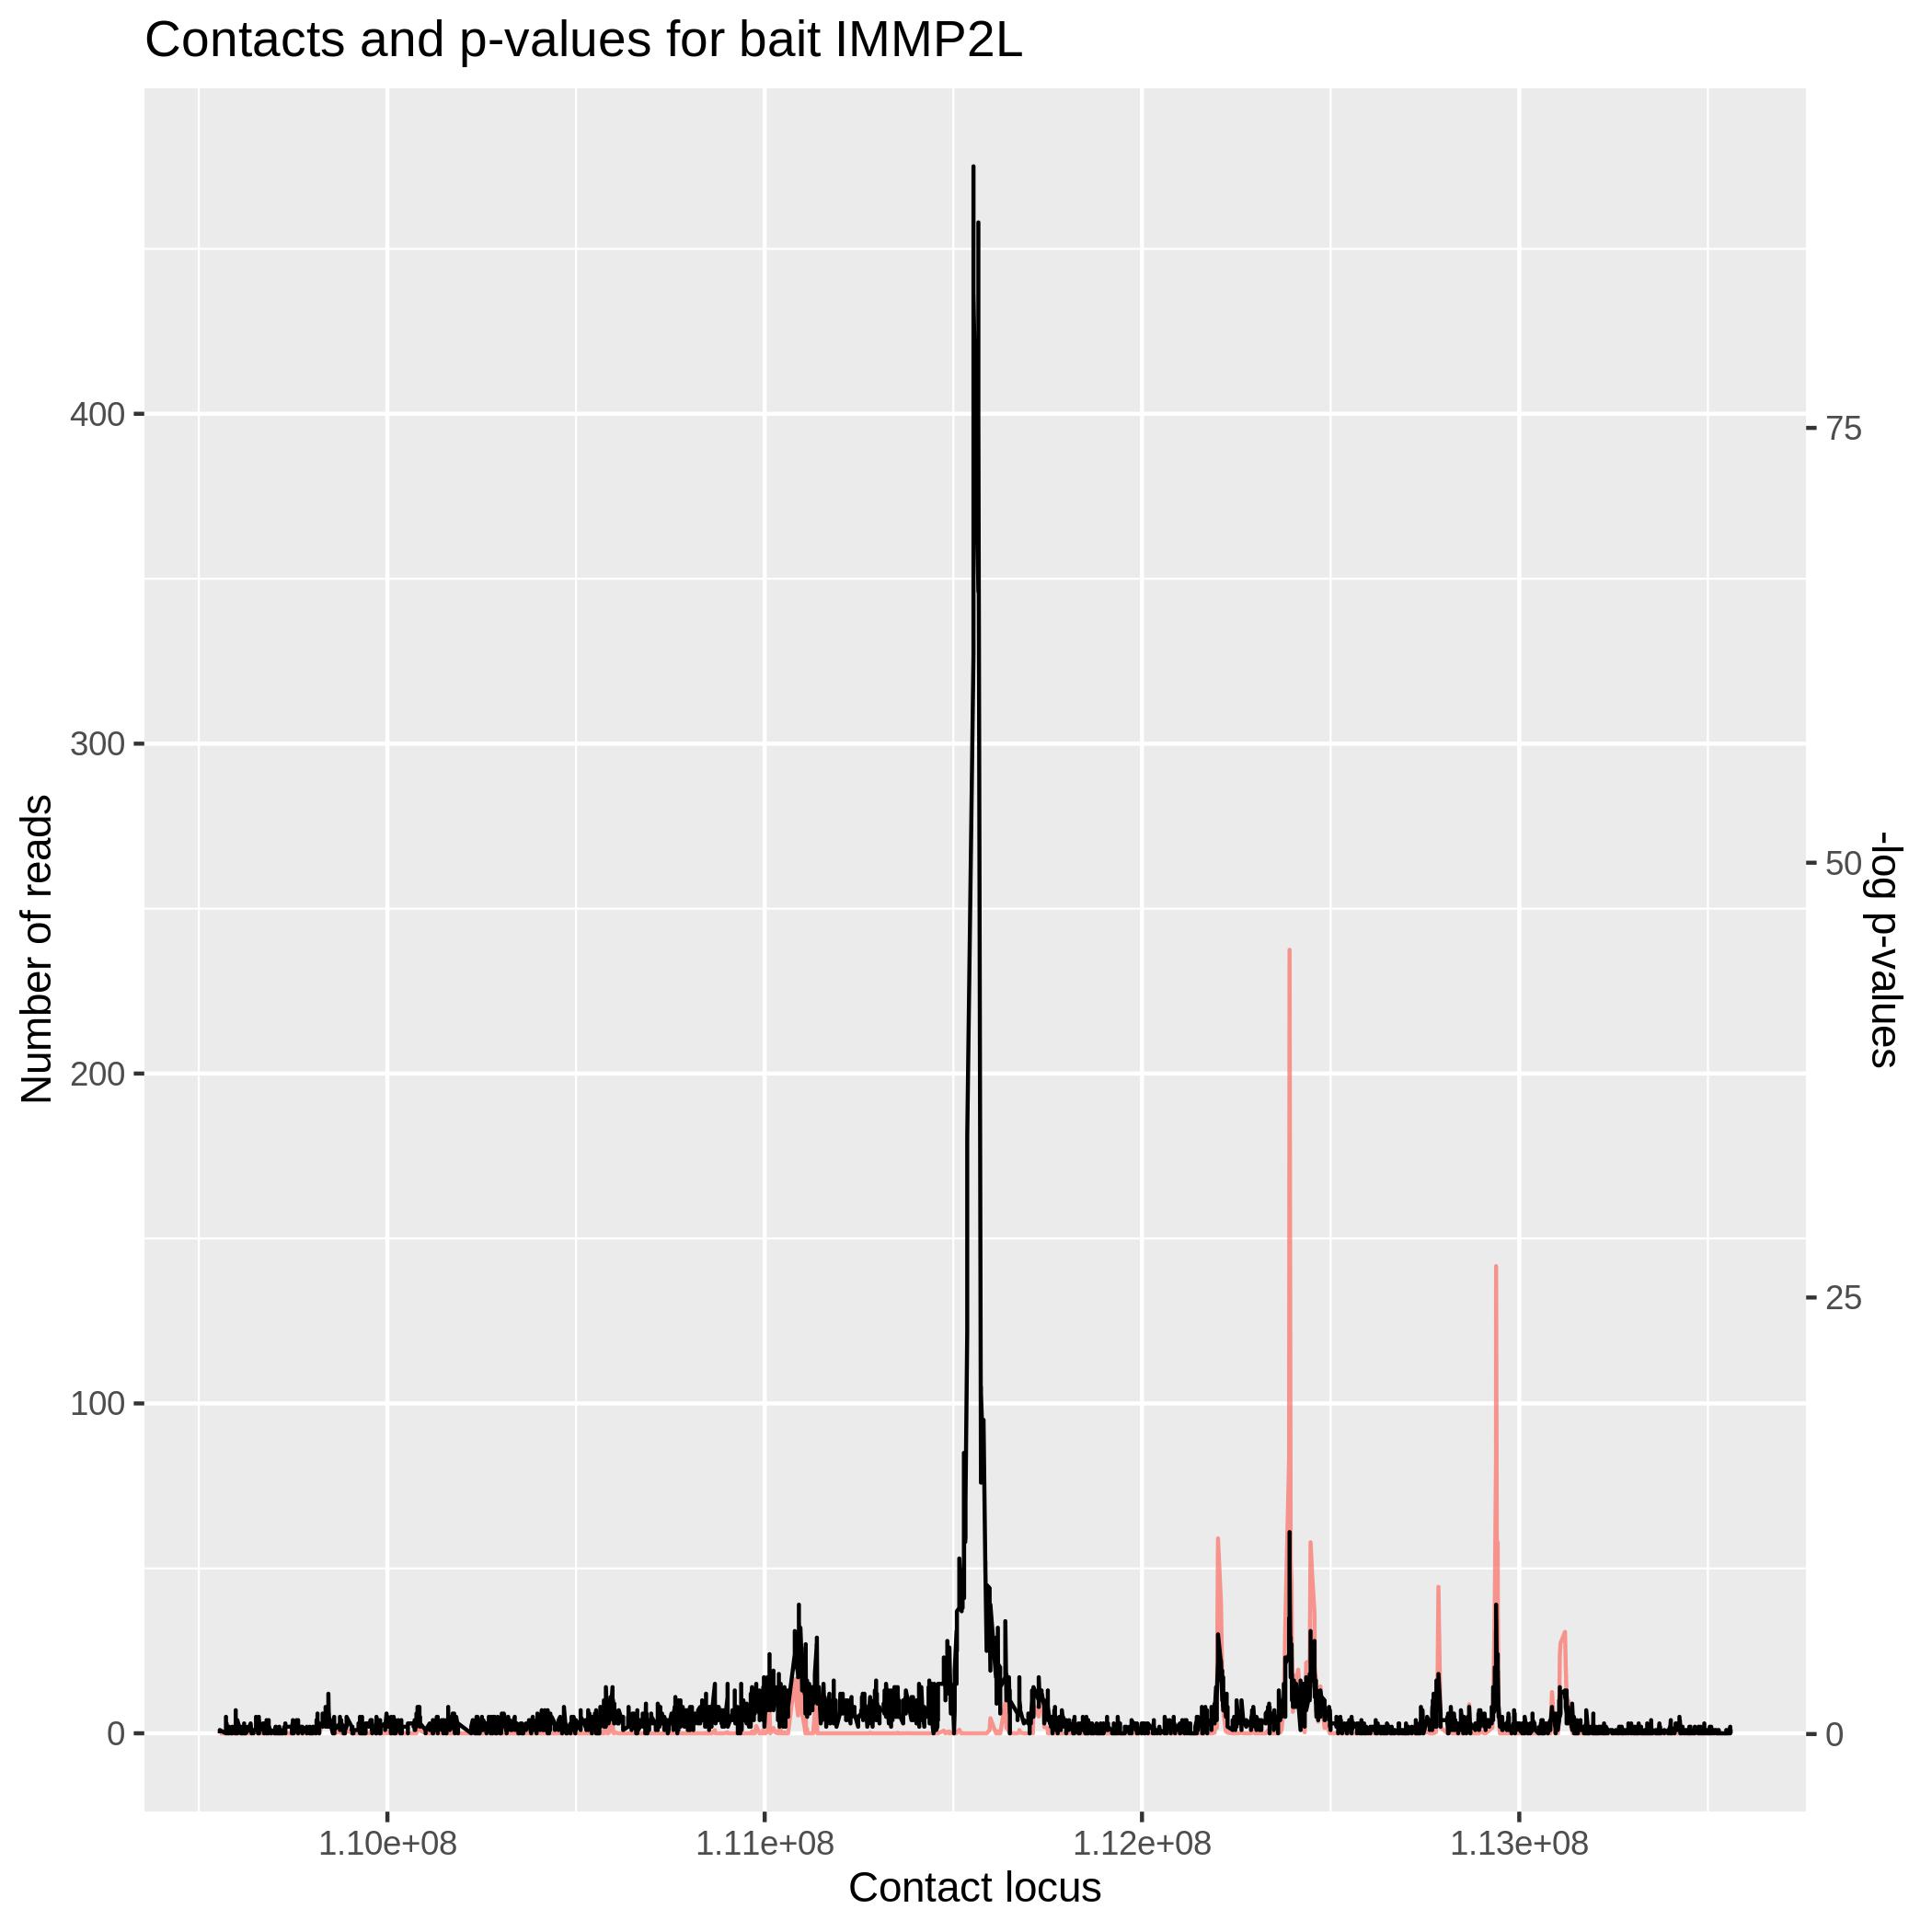 Contacts and p-values for bait IMMP2L
Number of reads
400
300
200
100
0
75
50
25
0
-log p-values
1.10e+08 1.11e+08 1.12e+08 1.13e+08
Contact locus